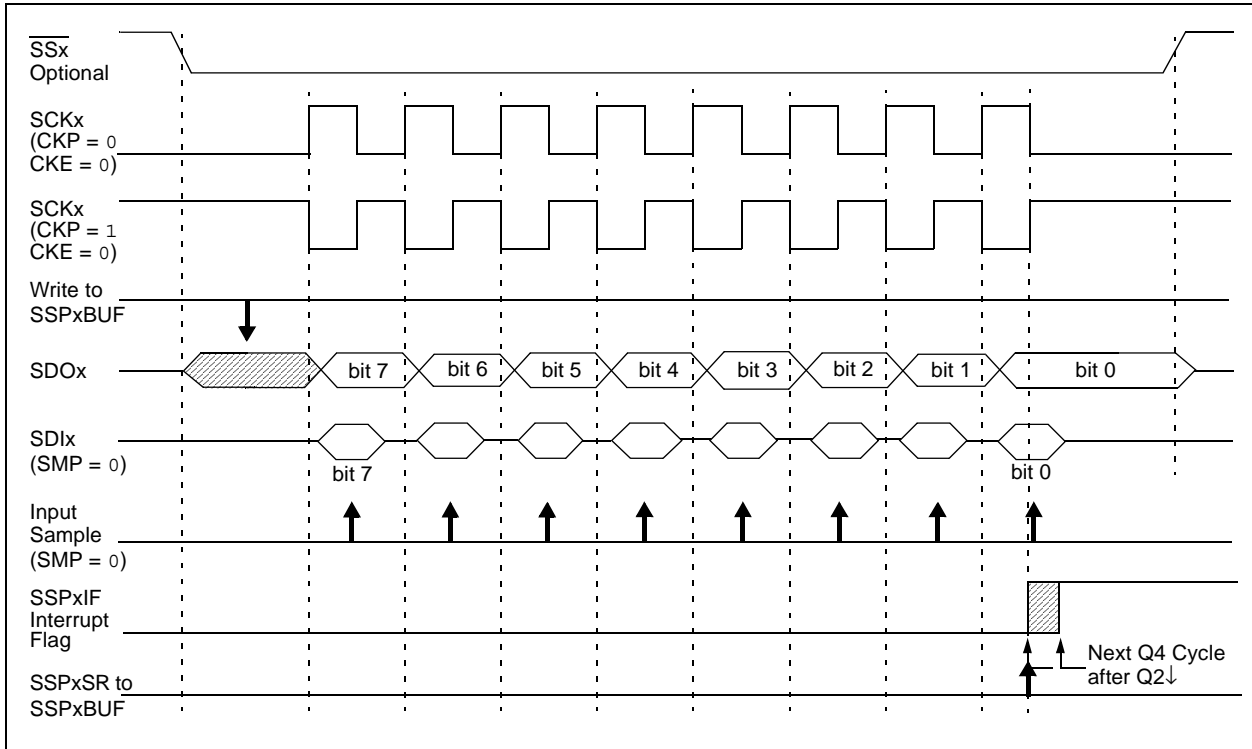 SSx
Optional
SCKx
(CKP = 0
CKE = 0)
SCKx
(CKP = 1
CKE = 0)
Write to
SSPxBUF
SDOx
bit 7 bit 6 bit 5 bit 4 bit 3 bit 2 bit 1 bit 0
SDIx
(SMP = 0)
bit 7 bit 0
Input
Sample
(SMP = 0)
SSPxIF
Interrupt
Flag
Next Q4 Cycle
after Q2↓
SSPxSR to
SSPxBUF